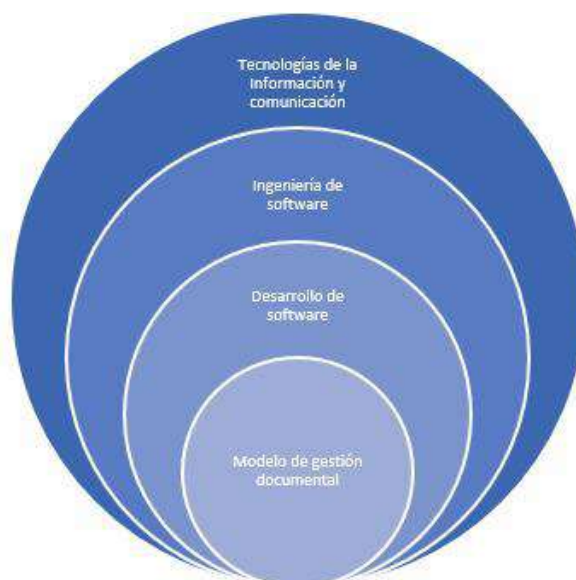 Tecnologías de la
Información y
comunicación
Ingeniería de
software
Desarrollo de
software
Modelo de gestión
documental